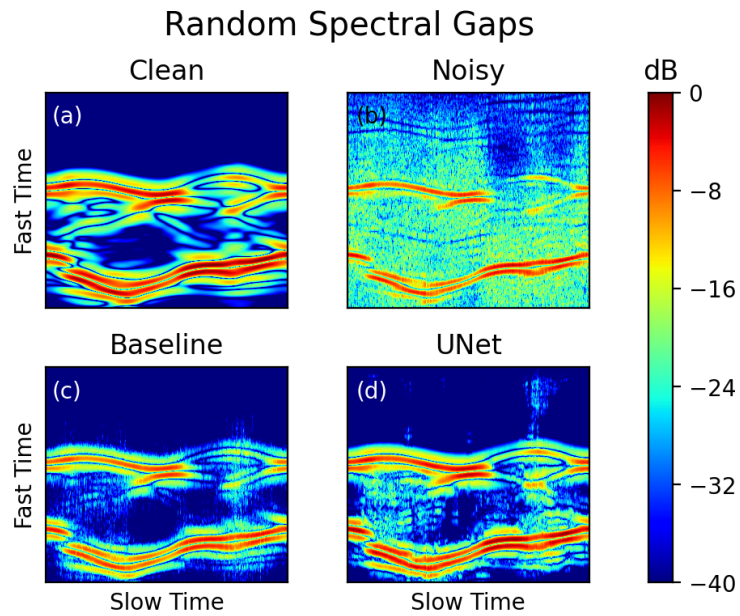 Random Spectral Gaps
Clean
Noisy
dB
(a)
(b)
Fast Time
0
−8
−16
−24
−32
−40
Baseline
UNet
(c)
(d)
Fast Time
Slow Time
Slow Time